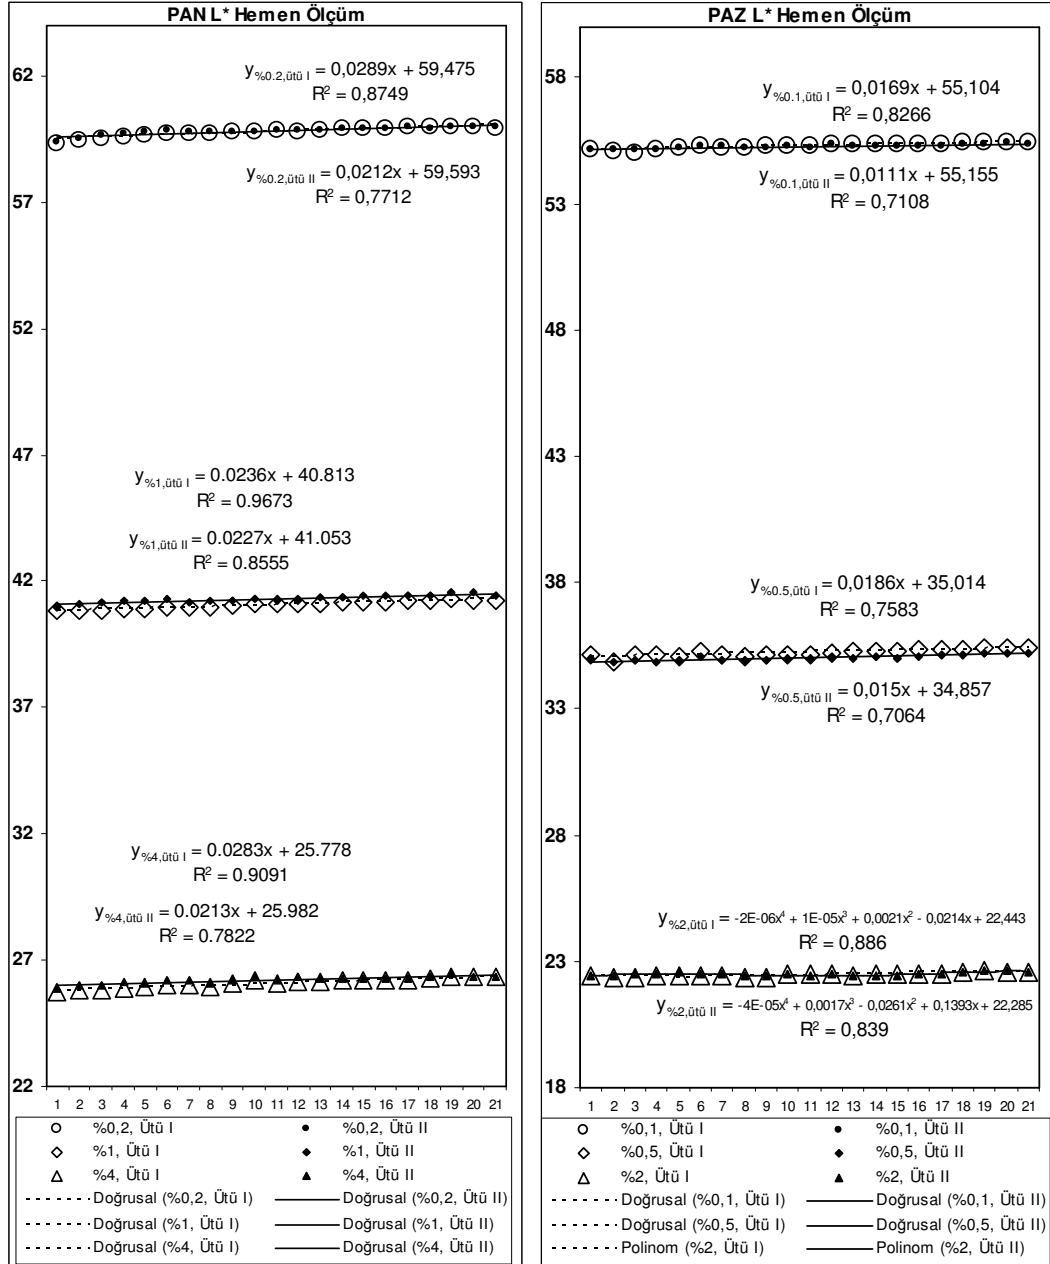 PAN L* Hemen Ölçüm
62
y%0.2,ütü I = 0,0289x + 59,475
R² = 0,8749
y%0.2,ütü II = 0,0212x + 59,593
R² = 0,7712
57
52
47
y%1,ütü I = 0.0236x + 40.813
R² = 0.9673
y%1,ütü II = 0.0227x + 41.053
R² = 0.8555
42
37
32
y%4,ütü I = 0.0283x + 25.778
R² = 0.9091
y%4,ütü II = 0.0213x + 25.982
R² = 0.7822
27
22
1 2 3 4 5 6 7 8 9 10 11 12 13 14 15 16 17 18 19 20 21
%0,2, Ütü I %0,2, Ütü II
%1, Ütü I %1, Ütü II
%4, Ütü I %4, Ütü II
Doğrusal (%0,2, Ütü I) Doğrusal (%0,2, Ütü II)
Doğrusal (%1, Ütü I) Doğrusal (%1, Ütü II)
Doğrusal (%4, Ütü I) Doğrusal (%4, Ütü II)
PAZ L* Hemen Ölçüm
58
y%0.1,ütü I = 0,0169x + 55,104
R² = 0,8266
y%0.1,ütü II = 0,0111x + 55,155
R² = 0,7108
53
48
43
38
y%0.5,ütü I = 0,0186x + 35,014
R² = 0,7583
y%0.5,ütü II = 0,015x + 34,857
R² = 0,7064
33
28
y%2,ütü I = -2E-06x⁴ + 1E-05x³ + 0,0021x² - 0,0214x + 22,443
R² = 0,886
23
y%2,ütü II = -4E-05x⁴ + 0,0017x³ - 0,0261x² + 0,1393x + 22,285
R² = 0,839
18
1 2 3 4 5 6 7 8 9 10 11 12 13 14 15 16 17 18 19 20 21
%0,1, Ütü I %0,1, Ütü II
%0,5, Ütü I %0,5, Ütü II
%2, Ütü I %2, Ütü II
Doğrusal (%0,1, Ütü I) Doğrusal (%0,1, Ütü II)
Doğrusal (%0,5, Ütü I) Doğrusal (%0,5, Ütü II)
Polinom (%2, Ütü I) Polinom (%2, Ütü II)